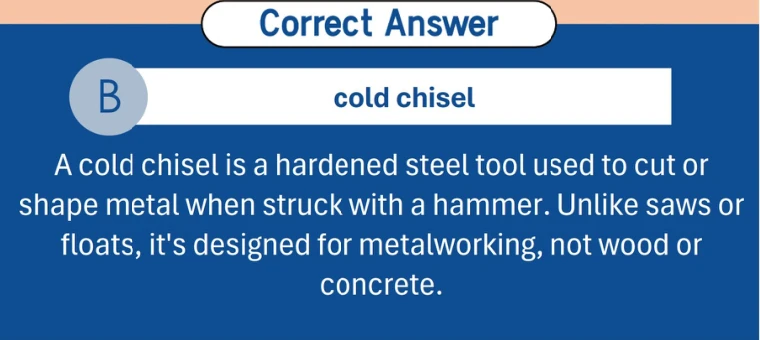 Correct Answer
B
cold chisel
A cold chisel is a hardened steel tool used to cut or
shape metal when struck with a hammer. Unlike saws or
floats, it's designed for metalworking, not wood or
concrete.